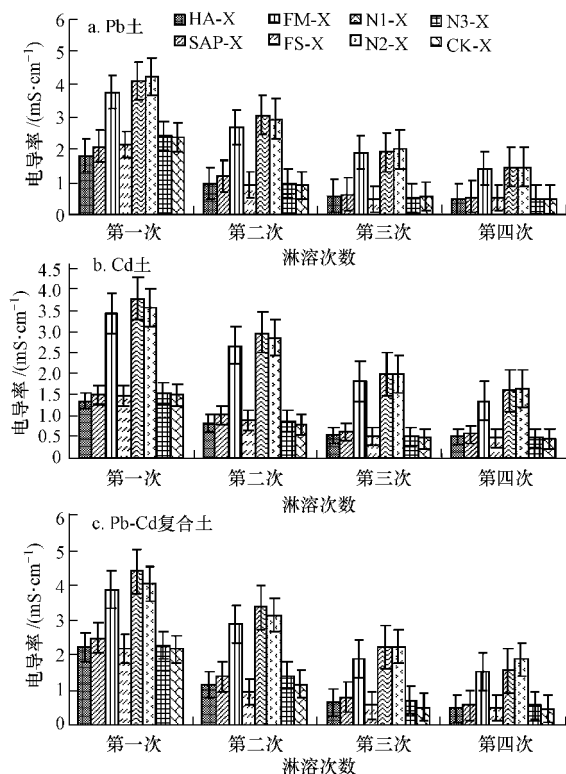 a. Pb土
HA-X FM-X N1-X N3-X
SAP-X FS-X N2-X CK-X
电导率/(mS·cm⁻¹)
6
5
4
3
2
1
0
第一次 第二次 第三次 第四次
淋溶次数
b. Cd土
电导率/(mS·cm⁻¹)
4.5
4.0
3.5
3.0
2.5
2.0
1.5
1.0
0.5
0
第一次 第二次 第三次 第四次
淋溶次数
c. Pb-Cd复合土
电导率/(mS·cm⁻¹)
6
5
4
3
2
1
0
第一次 第二次 第三次 第四次
淋溶次数